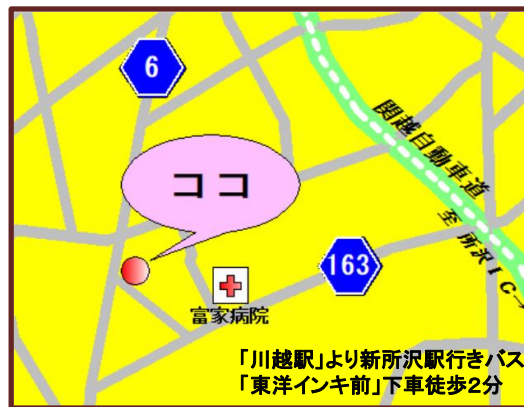 6
関越自動車道
ココ
至 所沢IC→
163
富家病院
「川越駅」より新所沢駅行きバス
「東洋インキ前」下車徒歩2分